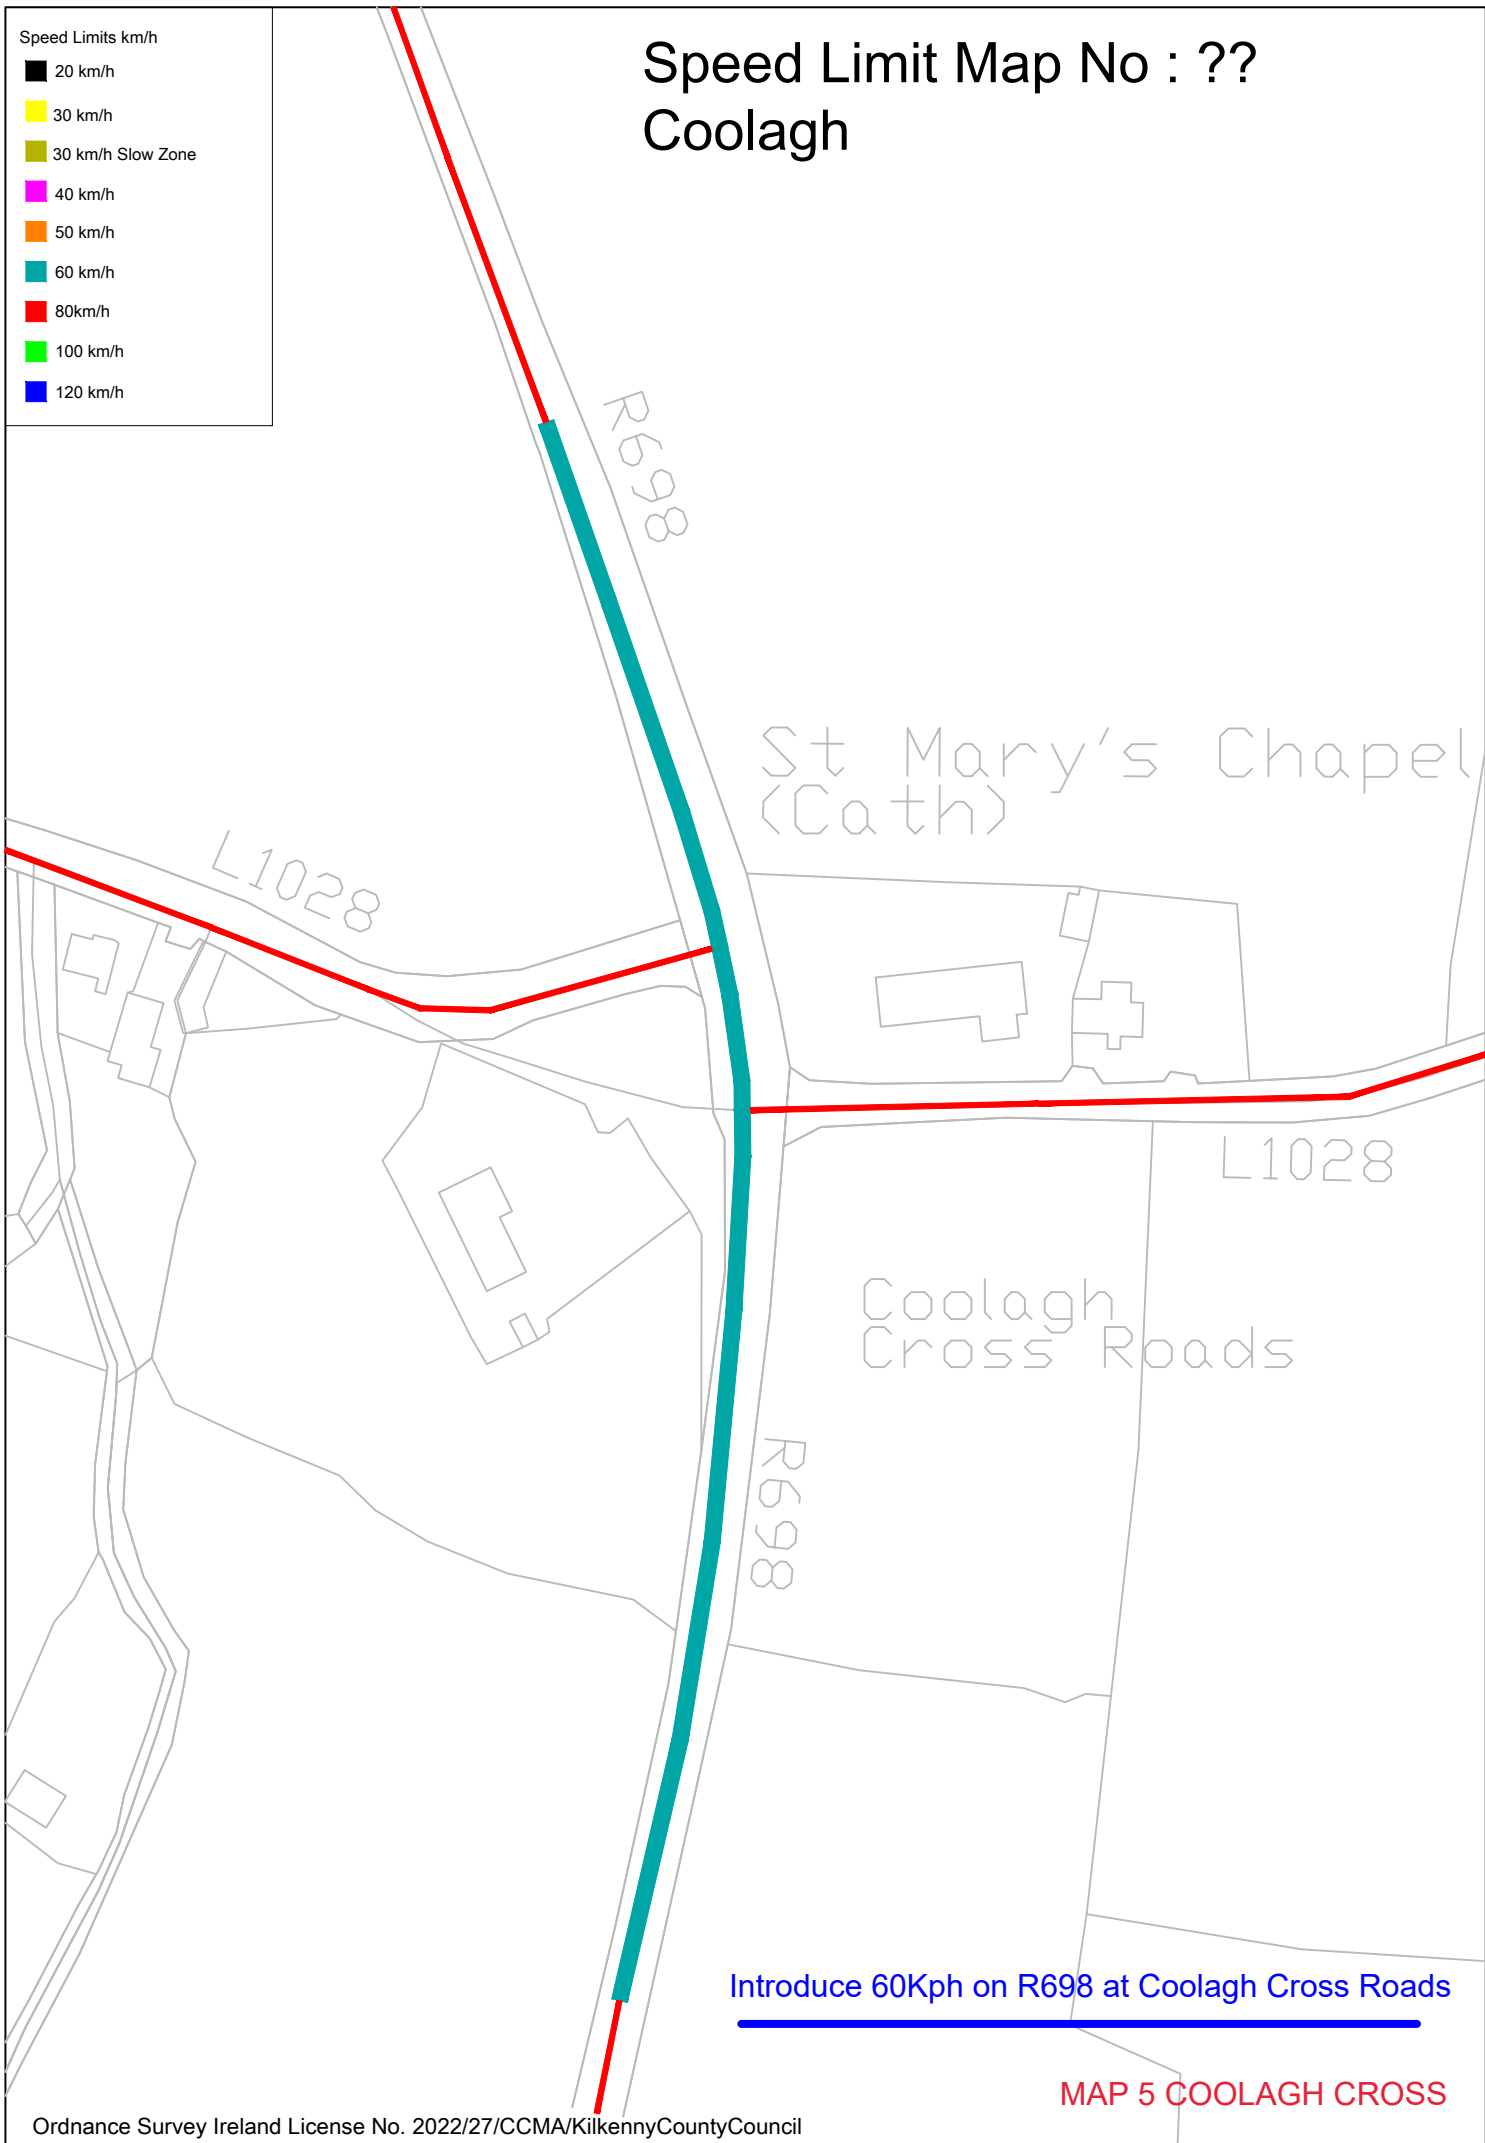 Speed Limits km/h
20 km/h
30 km/h
30 km/h Slow Zone
40 km/h
50 km/h
60 km/h
80km/h
100 km/h
120 km/h
Speed Limit Map No : ??
Coolagh
R698
St Mary's Chapel
(Cath)
L1028
L1028
Coolagh
Cross Roads
R698
Introduce 60Kph on R698 at Coolagh Cross Roads
MAP 5 COOLAGH CROSS
Ordnance Survey Ireland License No. 2022/27/CCMA/KilkennyCountyCouncil